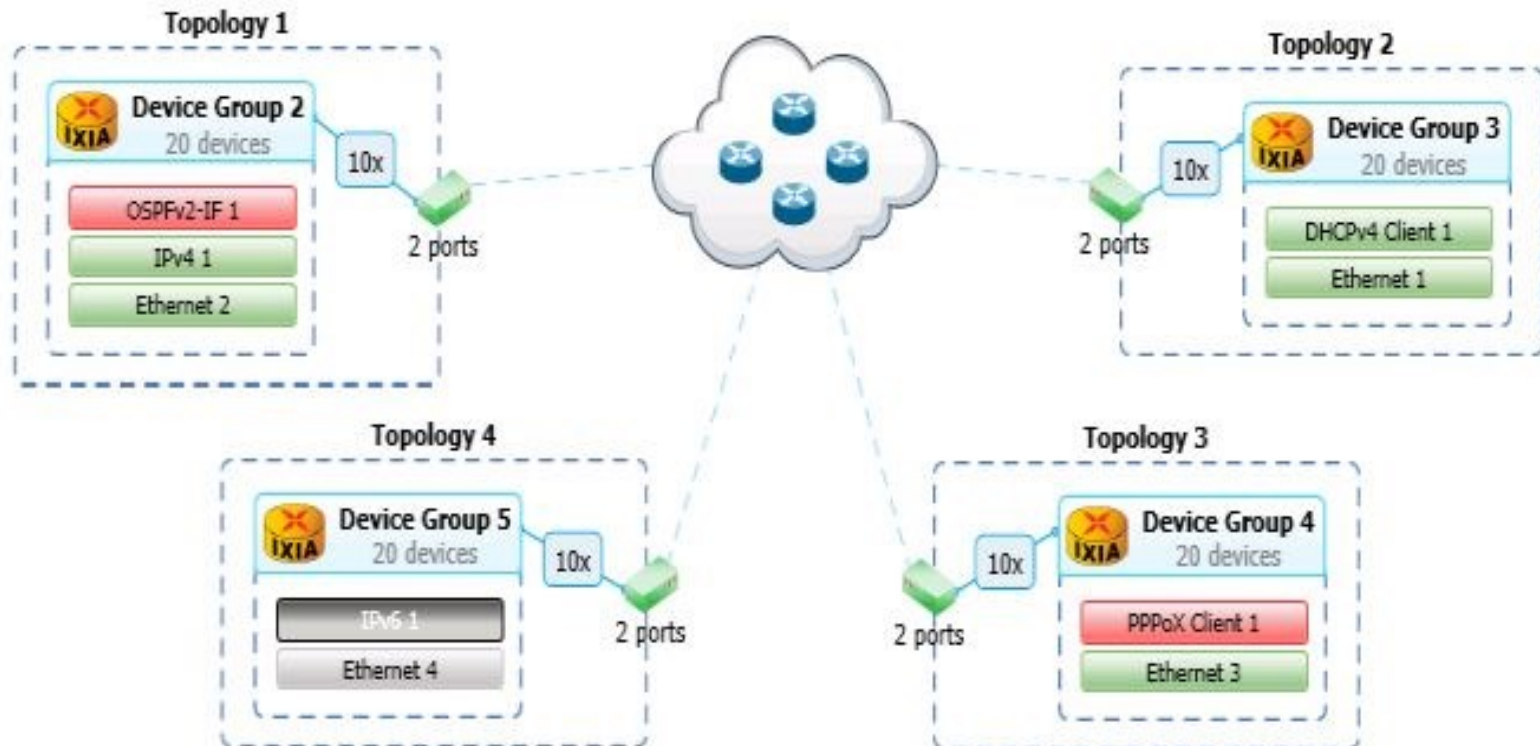 Topology 1
Device Group 2
20 devices
IXIA
10x
OSPFv2-IF 1
IPv4 1
Ethernet 2
2 ports
Topology 2
Device Group 3
20 devices
IXIA
10x
DHCPv4 Client 1
Ethernet 1
2 ports
Topology 4
Device Group 5
20 devices
IXIA
10x
IPv6 1
Ethernet 4
2 ports
Topology 3
Device Group 4
20 devices
IXIA
10x
PPPoX Client 1
Ethernet 3
2 ports